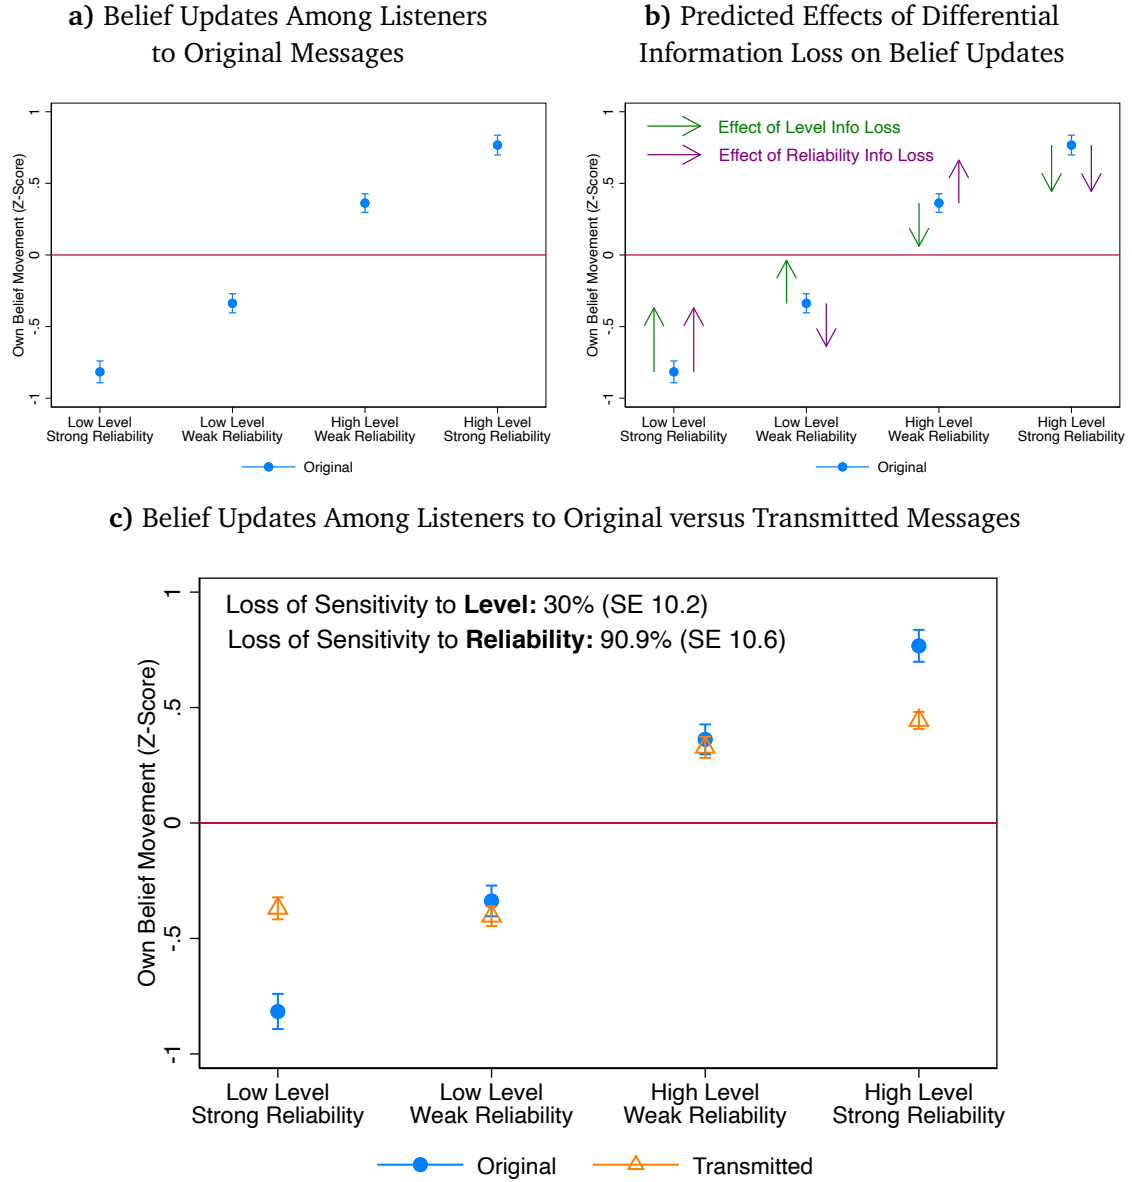 a) Belief Updates Among Listeners
to Original Messages
1
.5
0
-.5
-1
Own Belief Movement (Z-Score)
Low Level
Strong Reliability
Low Level
Weak Reliability
High Level
Weak Reliability
High Level
Strong Reliability
Original
b) Predicted Effects of Differential
Information Loss on Belief Updates
Effect of Level Info Loss
Effect of Reliability Info Loss
1
.5
0
-.5
-1
Own Belief Movement (Z-Score)
Low Level
Strong Reliability
Low Level
Weak Reliability
High Level
Weak Reliability
High Level
Strong Reliability
Original
c) Belief Updates Among Listeners to Original versus Transmitted Messages
Loss of Sensitivity to Level: 30% (SE 10.2)
Loss of Sensitivity to Reliability: 90.9% (SE 10.6)
1
.5
0
-.5
-1
Own Belief Movement (Z-Score)
Low Level
Strong Reliability
Low Level
Weak Reliability
High Level
Weak Reliability
High Level
Strong Reliability
Original
Transmitted